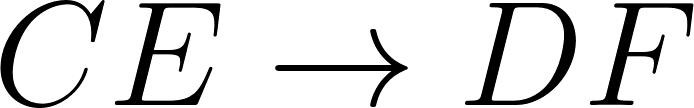 CE → DF